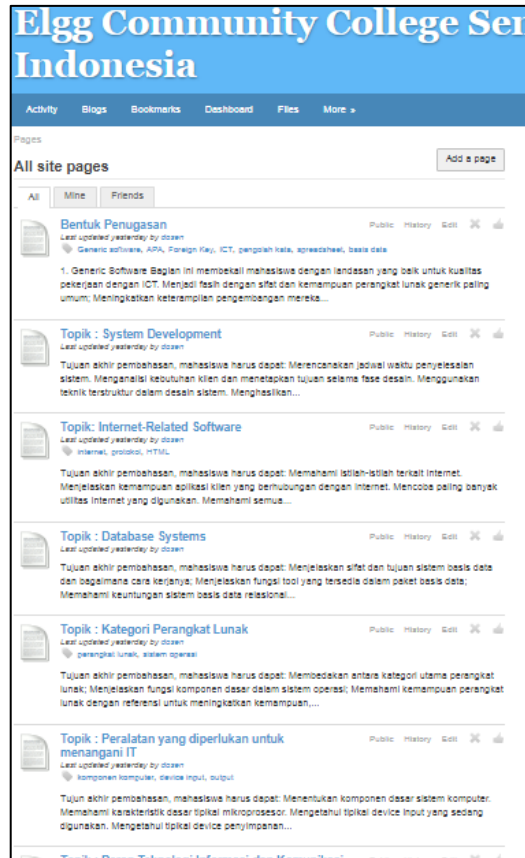 Elgg Community College Ser
Indonesia
Activity Blogs Bookmarks Dashboard Files More »
Pages
All site pages
Add a page
All Mine Friends
Bentuk Penugasan
Public History Edit
Last updated yesterday by dosen
Generic software, APA, Foreign Key, ICT, pengolah kata, spreadsheet, basis data
1. Generic Software Bagian ini membekali mahasiswa dengan landasan yang baik untuk kualitas
pekerjaan dengan ICT. Menjadi fasih dengan sifat dan kemampuan perangkat lunak generik paling
umum; Meningkatkan keterampilan pengembangan mereka...
Topik : System Development
Public History Edit
Last updated yesterday by dosen
Tujuan akhir pembahasan, mahasiswa harus dapat: Merencanakan jadwal waktu penyelesaian
sistem. Menganalisi kebutuhan klien dan menetapkan tujuan selama fase desain. Menggunakan
teknik terstruktur dalam desain sistem. Menghasilkan...
Topik: Internet-Related Software
Public History Edit
Last updated yesterday by dosen
internet, protokol, HTML
Tujuan akhir pembahasan, mahasiswa harus dapat: Memahami istilah-istilah terkait internet.
Menjelaskan kemampuan aplikasi klien yang berhubungan dengan internet. Mencoba paling banyak
utilitas internet yang digunakan. Memahami semua...
Topik : Database Systems
Public History Edit
Last updated yesterday by dosen
Tujuan akhir pembahasan, mahasiswa harus dapat: Menjelaskan sifat dan tujuan sistem basis data
dan bagaimana cara kerjanya; Menjelaskan fungsi tool yang tersedia dalam paket basis data;
Memahami keuntungan sistem basis data relasional...
Topik : Kategori Perangkat Lunak
Public History Edit
Last updated yesterday by dosen
perangkat lunak, sistem operasi
Tujuan akhir pembahasan, mahasiswa harus dapat: Membedakan antara kategori utama perangkat
lunak; Menjelaskan fungsi komponen dasar dalam sistem operasi; Memahami kemampuan perangkat
lunak dengan referensi untuk meningkatkan kemampuan,...
Topik : Peralatan yang diperlukan untuk
menangani IT
Public History Edit
Last updated yesterday by dosen
komponen komputer, device input, output
Tujun akhir pembahasan, mahasiswa harus dapat: Menentukan komponen dasar sistem komputer.
Memahami karakteristik dasar tipikal mikroprosesor. Mengetahui tipikal device input yang sedang
digunakan. Mengetahui tipikal device penyimpanan...